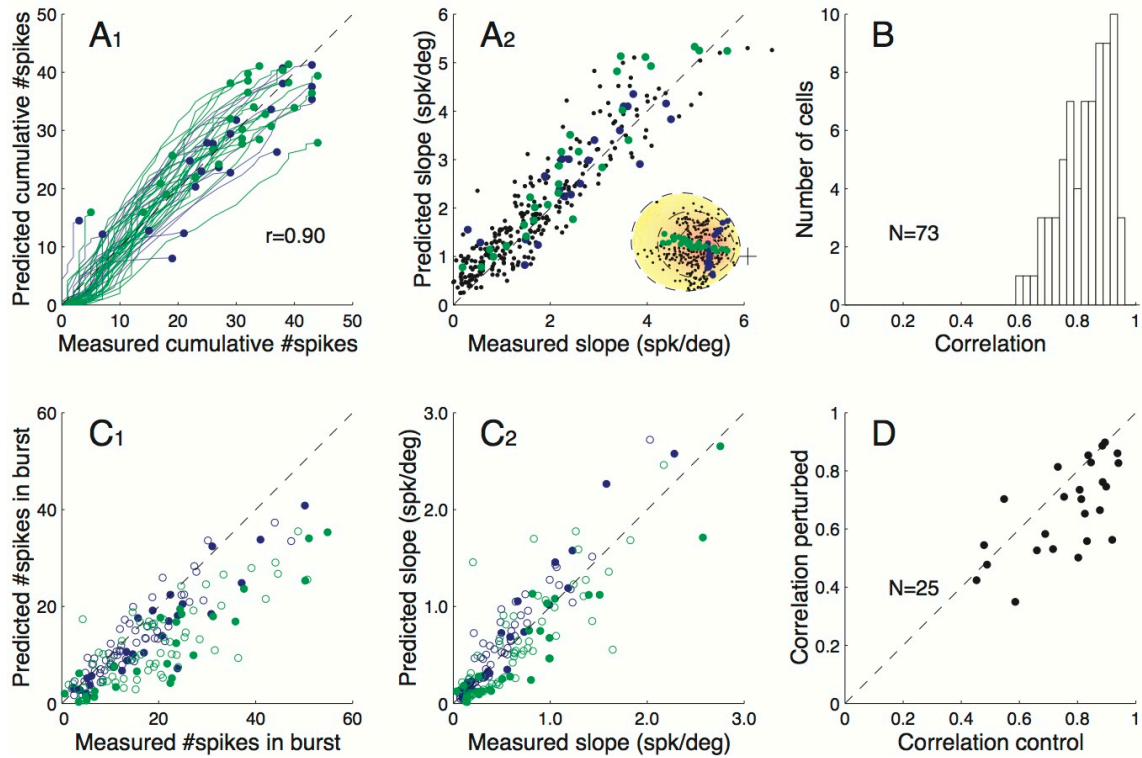 A1
50
40
30
20
10
0
Predicted cumulative #spikes
r=0.90
0 10 20 30 40 50
Measured cumulative #spikes
A2
6
5
4
3
2
1
0
Predicted slope (spk/deg)
0 2 4 6
Measured slope (spk/deg)
B
10
8
6
4
2
0
Number of cells
N=73
0 0.2 0.4 0.6 0.8 1
Correlation
C1
60
40
20
0
Predicted #spikes in burst
0 20 40 60
Measured #spikes in burst
C2
3.0
2.0
1.0
0
Predicted slope (spk/deg)
0 1.0 2.0 3.0
Measured slope (spk/deg)
D
1
0.8
0.6
0.4
0.2
0
Correlation perturbed
N=25
0 0.2 0.4 0.6 0.8 1
Correlation control